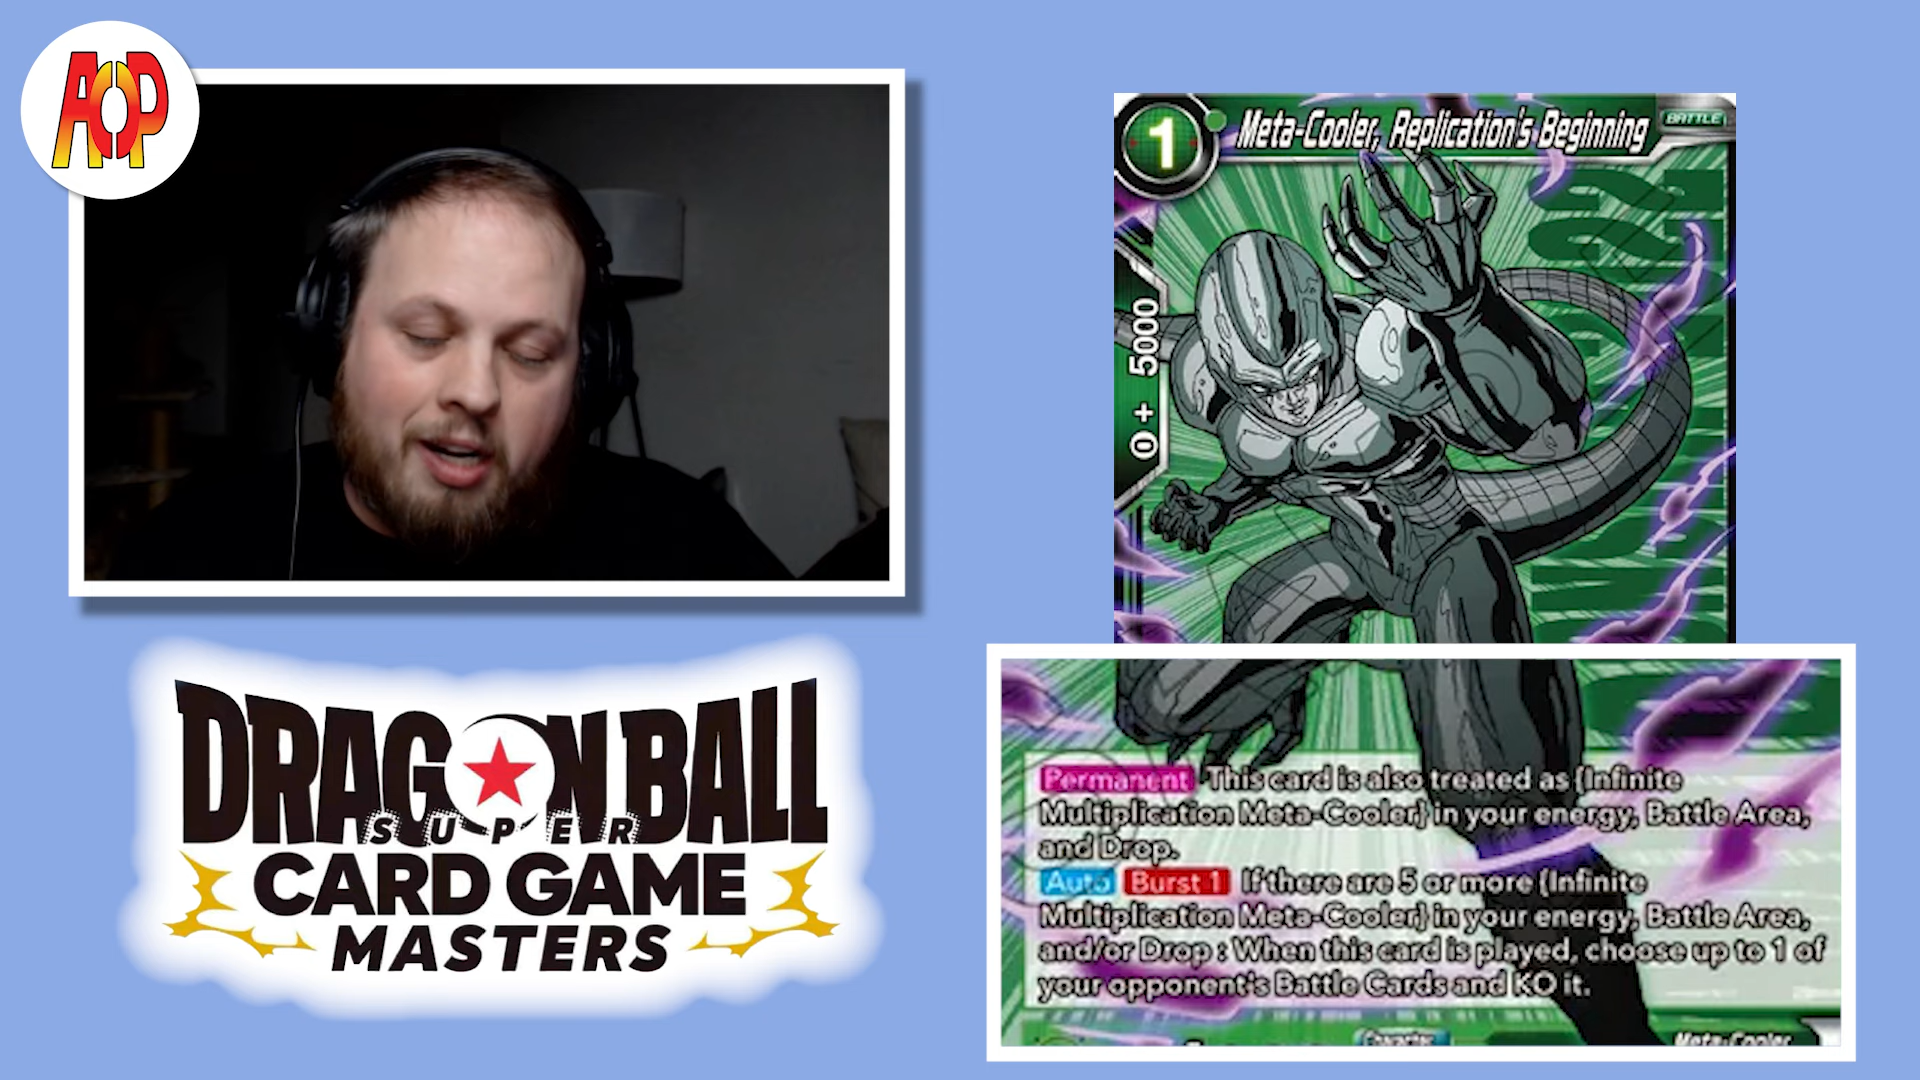 AOP
1
Meta-Cooler, Replication's Beginning
BATTLE
0 + 5000
DRAGON BALL
SUPER
CARD GAME
MASTERS
Permanent This card is also treated as {Infinite
Multiplication Meta-Cooler} in your energy, Battle Area,
and Drop.
Auto Burst 1 If there are 5 or more {Infinite
Multiplication Meta-Cooler} in your energy, Battle Area,
and/or Drop : When this card is played, choose up to 1 of
your opponent's Battle Cards and KO it.
Character
Meta-Cooler